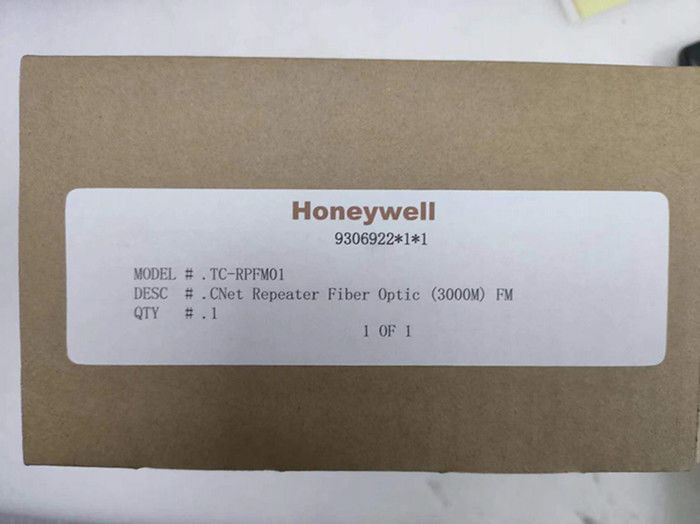 Honeywell
9306922*1*1
MODEL # .TC-RPFM01
DESC # .CNet Repeater Fiber Optic (3000M) FM
QTY # .1
1 OF 1